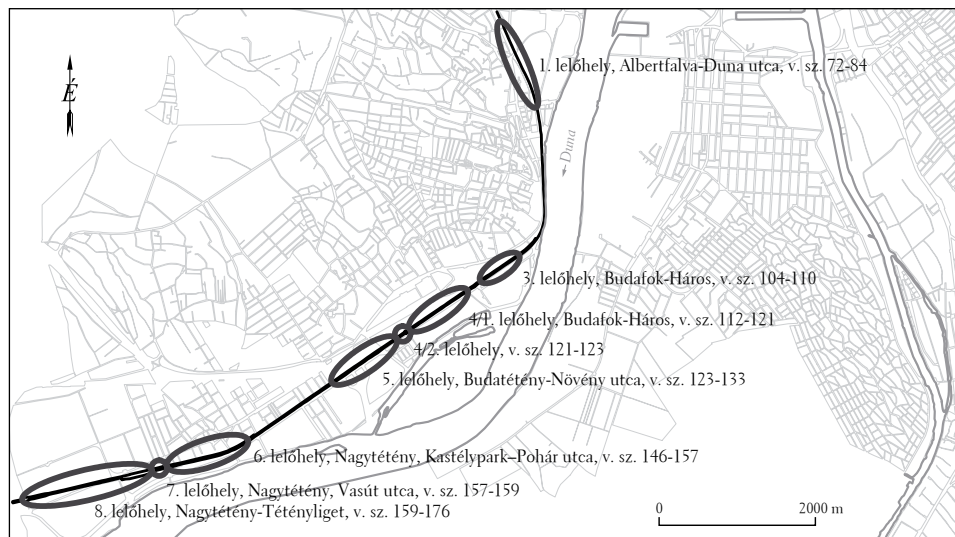 1. lelőhely, Albertfalva-Duna utca, v. sz. 72-84
É
Duna
3. lelőhely, Budafok-Háros, v. sz. 104-110
4/1. lelőhely, Budafok-Háros, v. sz. 112-121
4/2. lelőhely, v. sz. 121-123
5. lelőhely, Budatétény-Növény utca, v. sz. 123-133
6. lelőhely, Nagytétény, Kastélypark–Pohár utca, v. sz. 146-157
7. lelőhely, Nagytétény, Vasút utca, v. sz. 157-159
8. lelőhely, Nagytétény-Tétényliget, v. sz. 159-176
0 2000 m